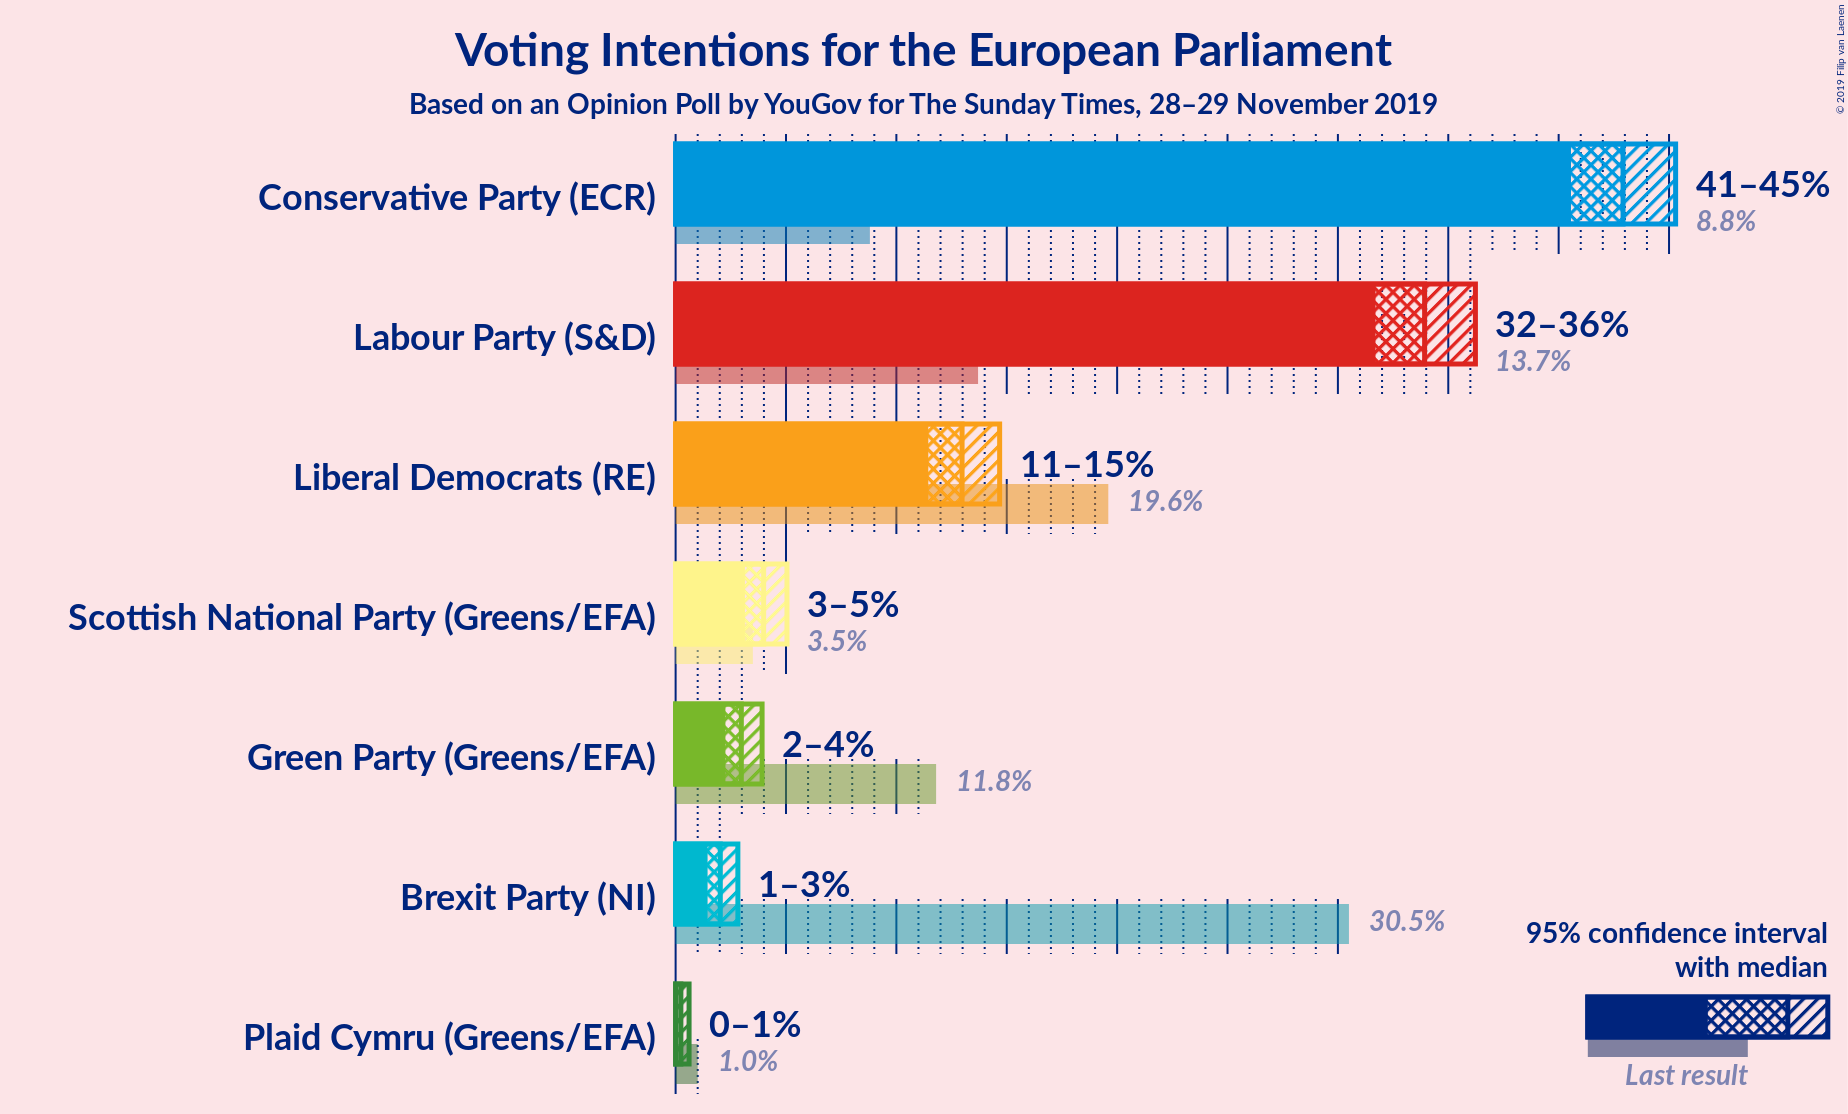 Voting Intentions for the European Parliament
Based on an Opinion Poll by YouGov for The Sunday Times, 28–29 November 2019
© 2019 Filip van Laenen
Conservative Party (ECR)
41–45%
8.8%
Labour Party (S&D)
32–36%
13.7%
Liberal Democrats (RE)
11–15%
19.6%
Scottish National Party (Greens/EFA)
3–5%
3.5%
Green Party (Greens/EFA)
2–4%
11.8%
Brexit Party (NI)
1–3%
30.5%
Plaid Cymru (Greens/EFA)
0–1%
1.0%
95% confidence interval
with median
Last result